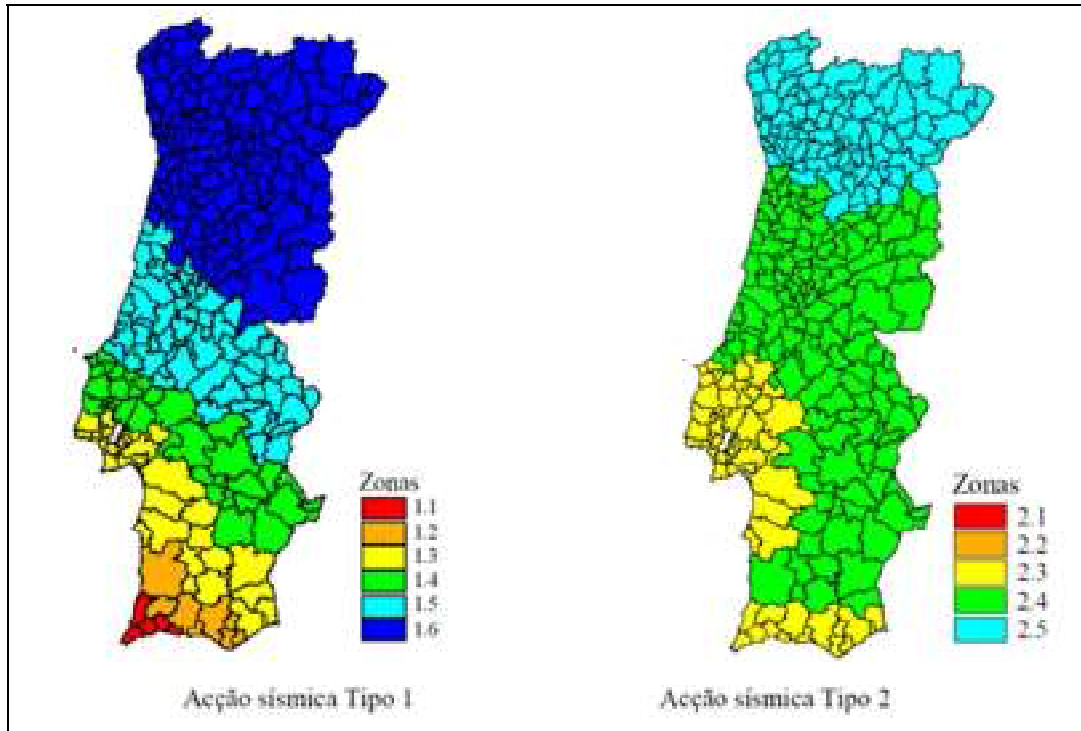 Zonas
1.1
1.2
1.3
1.4
1.5
1.6
Acção sísmica Tipo 1
Zonas
2.1
2.2
2.3
2.4
2.5
Acção sísmica Tipo 2